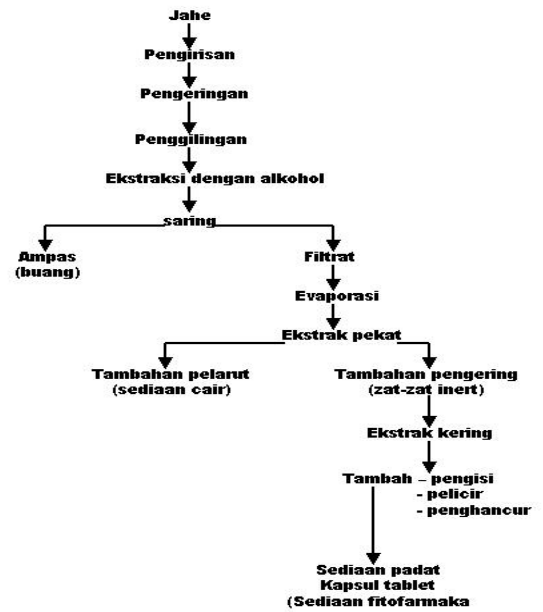 Jahe
Pengirisan
Pengeringan
Penggilingan
Ekstraksi dengan alkohol
saring
Ampas
(buang)
Filtrat
Evaporasi
Ekstrak pekat
Tambahan pelarut
(sediaan cair)
Tambahan pengering
(zat-zat inert)
Ekstrak kering
Tambah – pengisi
- pelicir
- penghancur
Sediaan padat
Kapsul tablet
(Sediaan fitofarmaka